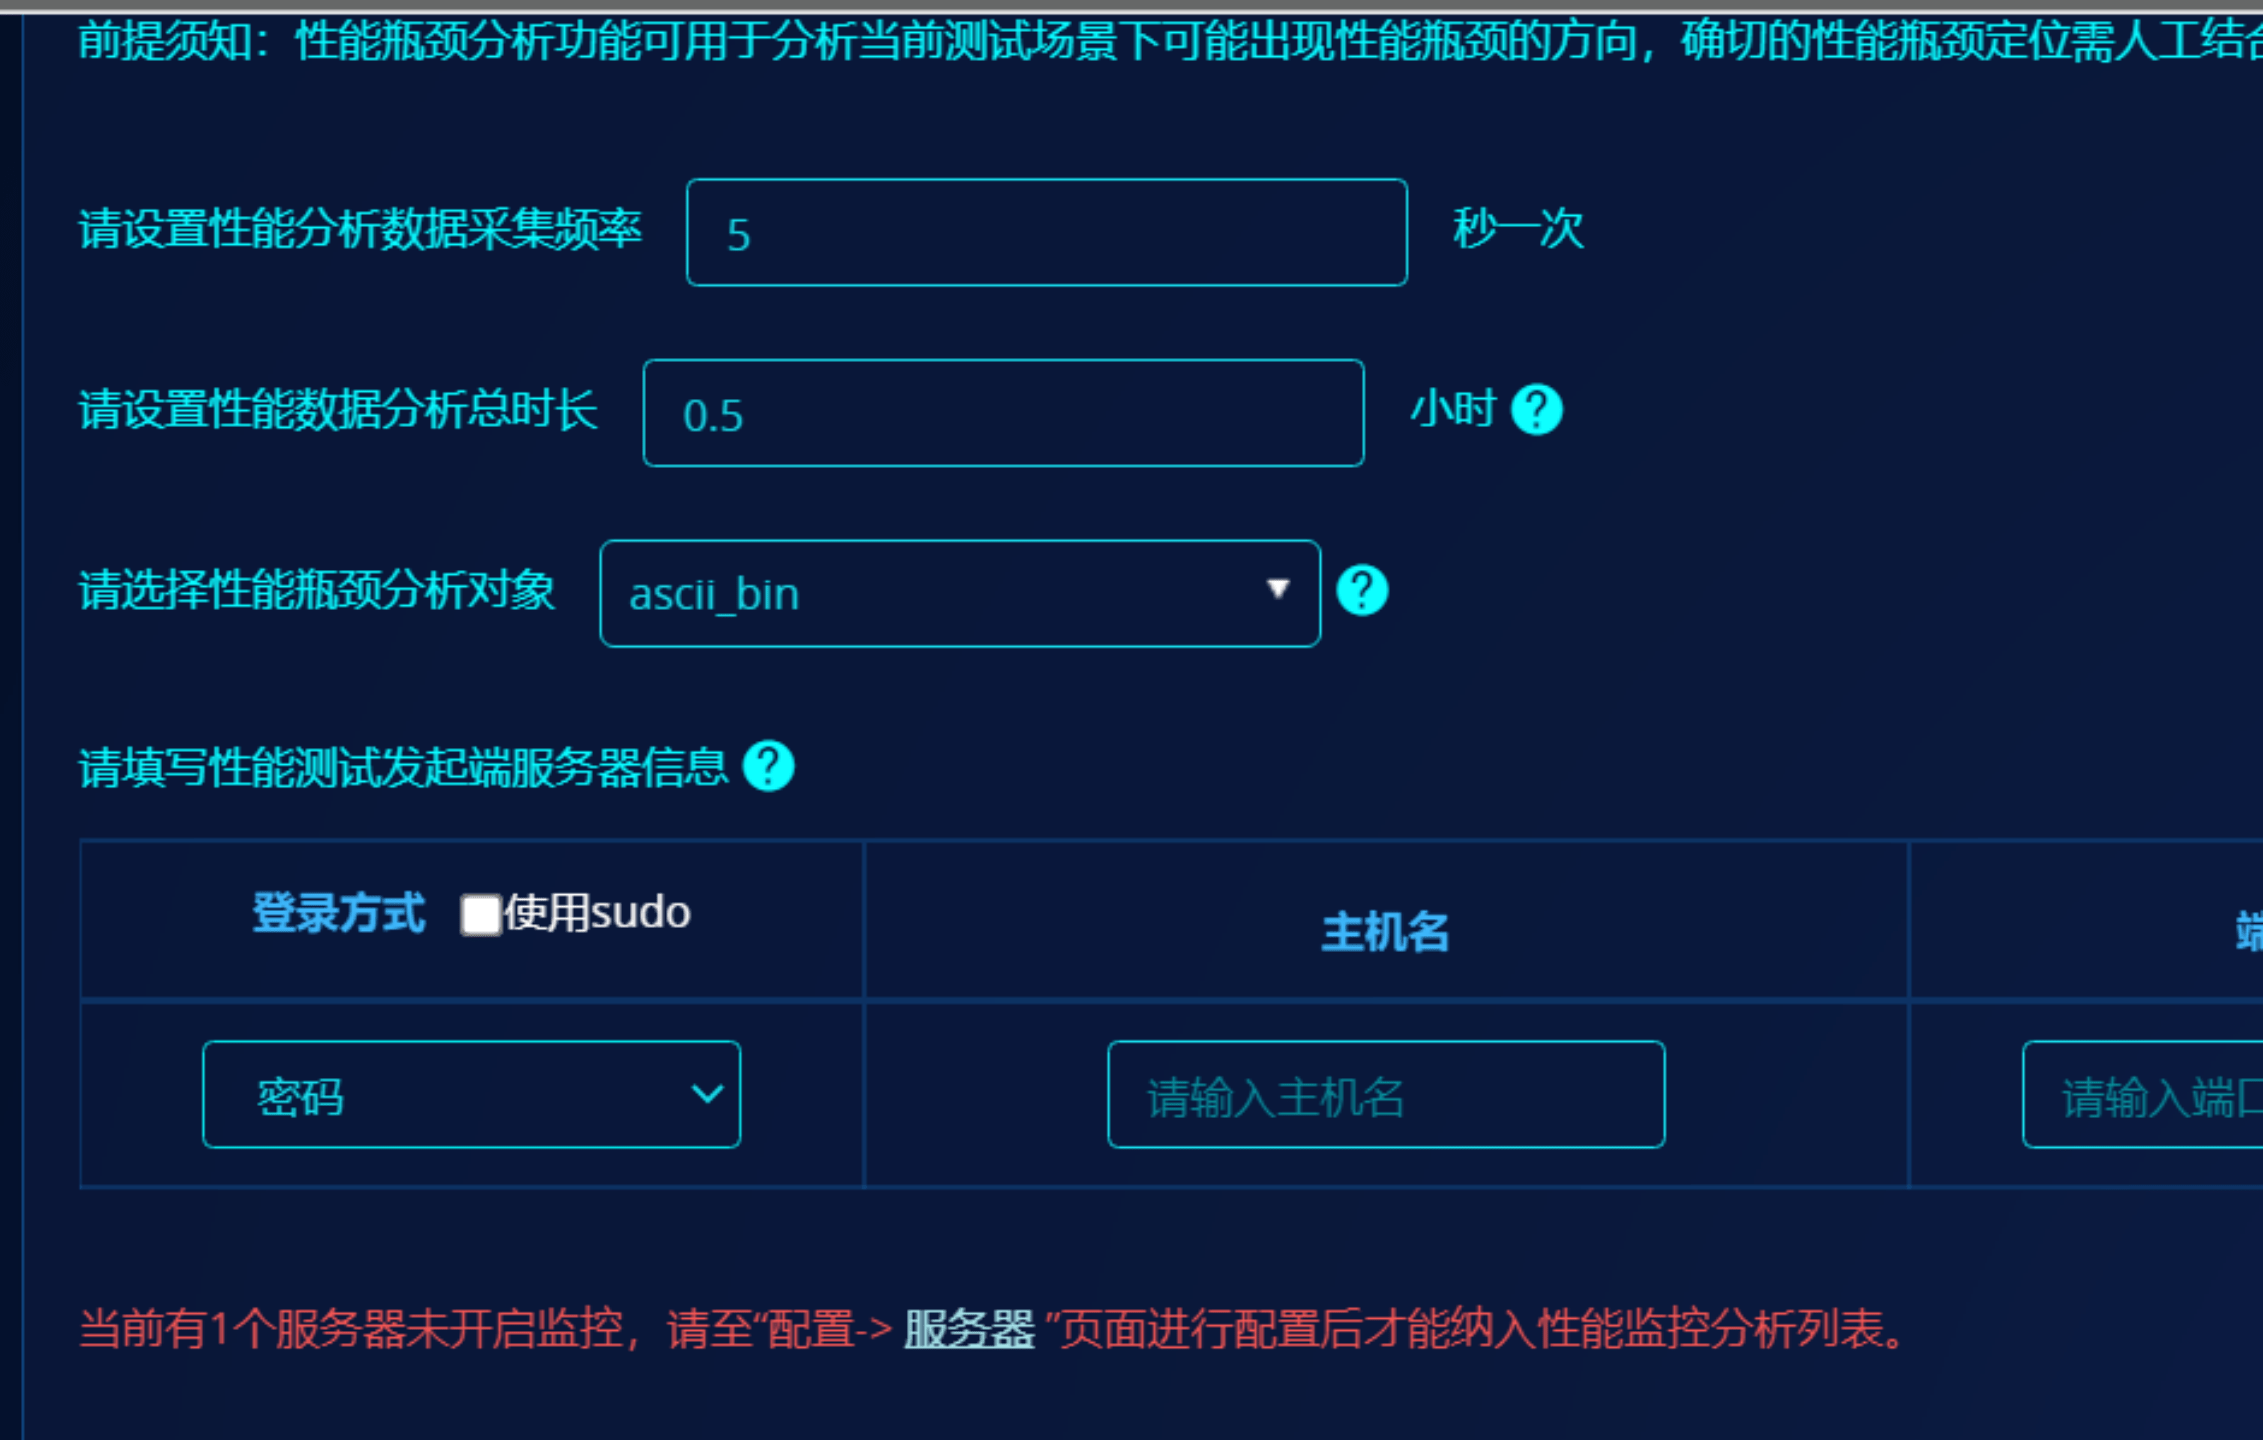 前提须知：性能瓶颈分析功能可用于分析当前测试场景下可能出现性能瓶颈的方向，确切的性能瓶颈定位需人工结合
请设置性能分析数据采集频率 5 秒一次
请设置性能数据分析总时长 0.5 小时 ?
请选择性能瓶颈分析对象 ascii_bin ?
请填写性能测试发起端服务器信息 ?
登录方式 使用sudo 主机名 端
密码 请输入主机名 请输入端口
当前有1个服务器未开启监控，请至“配置-> 服务器 ”页面进行配置后才能纳入性能监控分析列表。